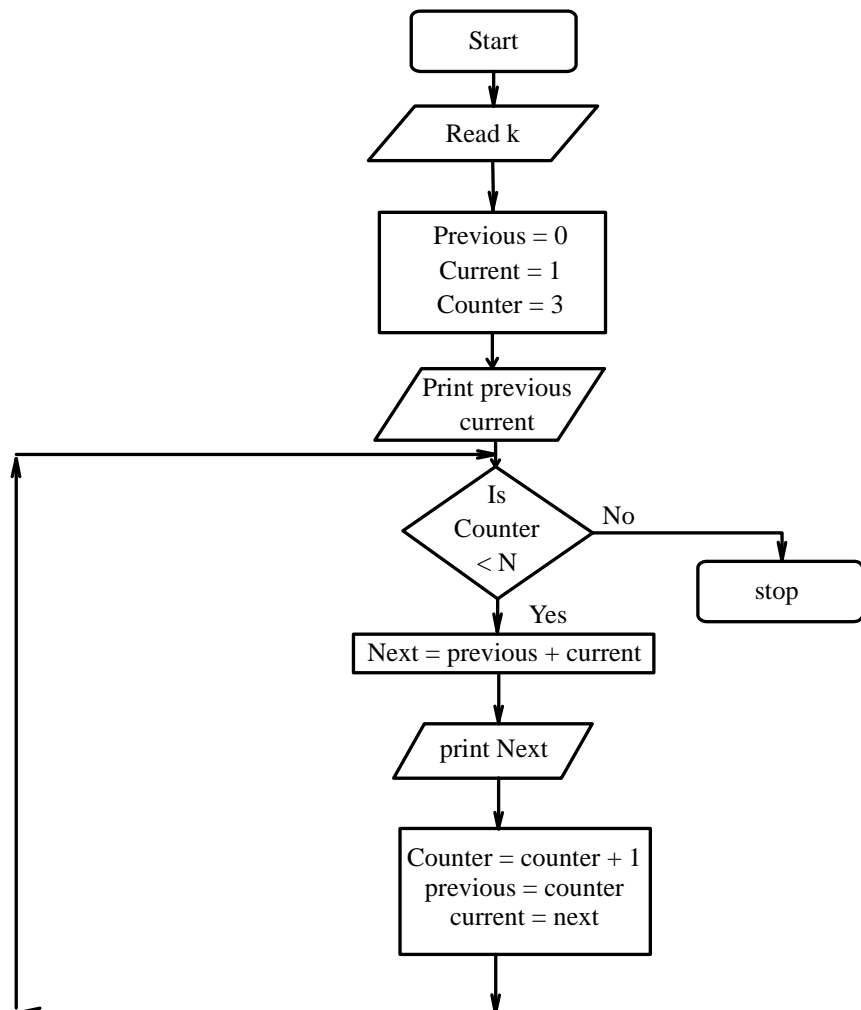 Start
Read k
Previous = 0
Current = 1
Counter = 3
Print previous
current
Is
Counter
< N
No
stop
Yes
Next = previous + current
print Next
Counter = counter + 1
previous = counter
current = next